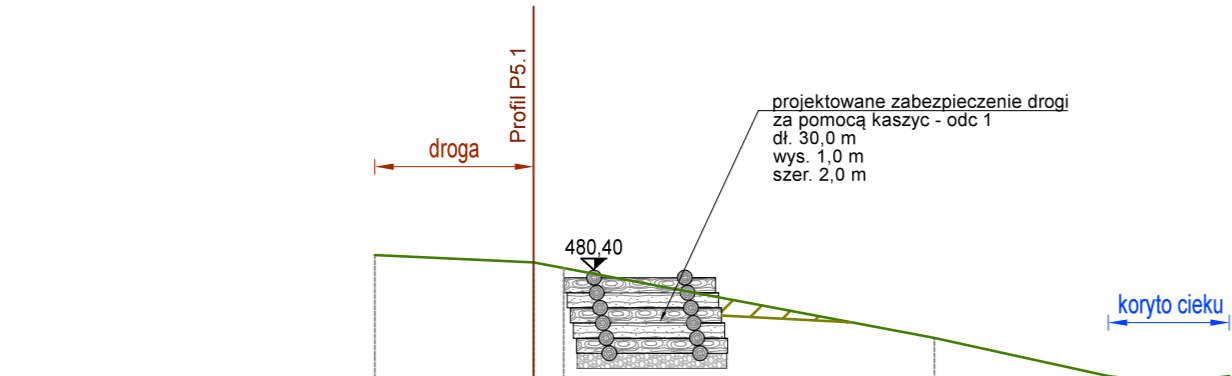 Profil P5.1
droga
projektowane zabezpieczenie drogi
za pomocą kaszyc - odc 1
dł. 30,0 m
wys. 1,0 m
szer. 2,0 m
480,40
koryto cieku